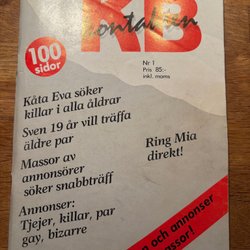 KB
kontakten
100
sidor
Nr 1
Pris 85:-
inkl. moms
Kåta Eva söker
killar i alla åldrar
Sven 19 år vill träffa
äldre par
Massor av
annonsörer
söker snabbträff
Annonser:
Tjejer, killar, par
gay, bizarre
Ring Mia
direkt!
och annonser
massor!